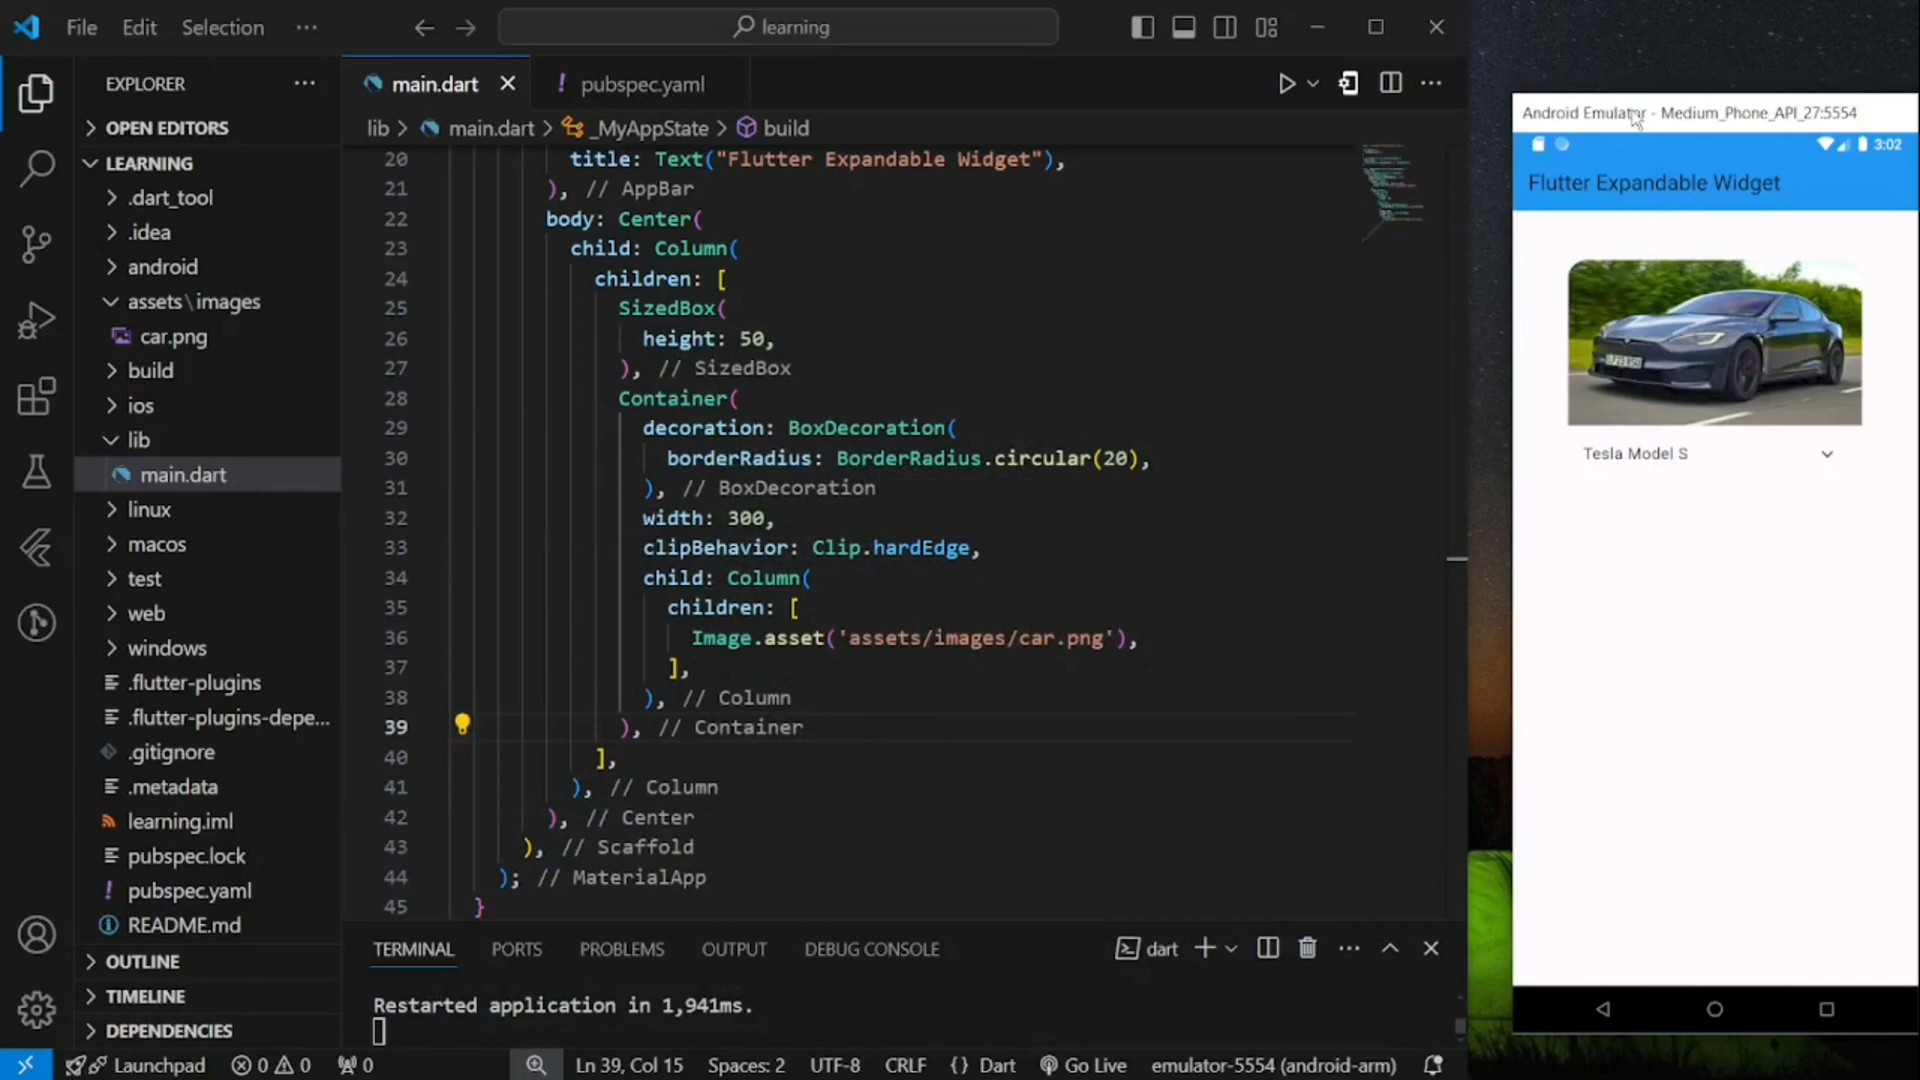 File Edit Selection ···
learning
EXPLORER ···
OPEN EDITORS
LEARNING
.dart_tool
.idea
android
assets\images
car.png
build
ios
lib
main.dart
linux
macos
test
web
windows
.flutter-plugins
.flutter-plugins-depe...
.gitignore
.metadata
learning.iml
pubspec.lock
pubspec.yaml
README.md
OUTLINE
TIMELINE
DEPENDENCIES
main.dart
! pubspec.yaml
lib > main.dart > _MyAppState > build
20 title: Text("Flutter Expandable Widget"),
21 ), // AppBar
22 body: Center(
23 child: Column(
24 children: [
25 SizedBox(
26 height: 50,
27 ), // SizedBox
28 Container(
29 decoration: BoxDecoration(
30 borderRadius: BorderRadius.circular(20),
31 ), // BoxDecoration
32 width: 300,
33 clipBehavior: Clip.hardEdge,
34 child: Column(
35 children: [
36 Image.asset('assets/images/car.png'),
37 ],
38 ), // Column
39 ), // Container
40 ],
41 ), // Column
42 ), // Center
43 ), // Scaffold
44 ); // MaterialApp
45 }
TERMINAL PORTS PROBLEMS OUTPUT DEBUG CONSOLE
dart
Restarted application in 1,941ms.
Launchpad 0 0 0 Ln 39, Col 15 Spaces: 2 UTF-8 CRLF {} Dart Go Live emulator-5554 (android-arm)
Android Emulator - Medium_Phone_API_27:5554
3:02
Flutter Expandable Widget
Tesla Model S